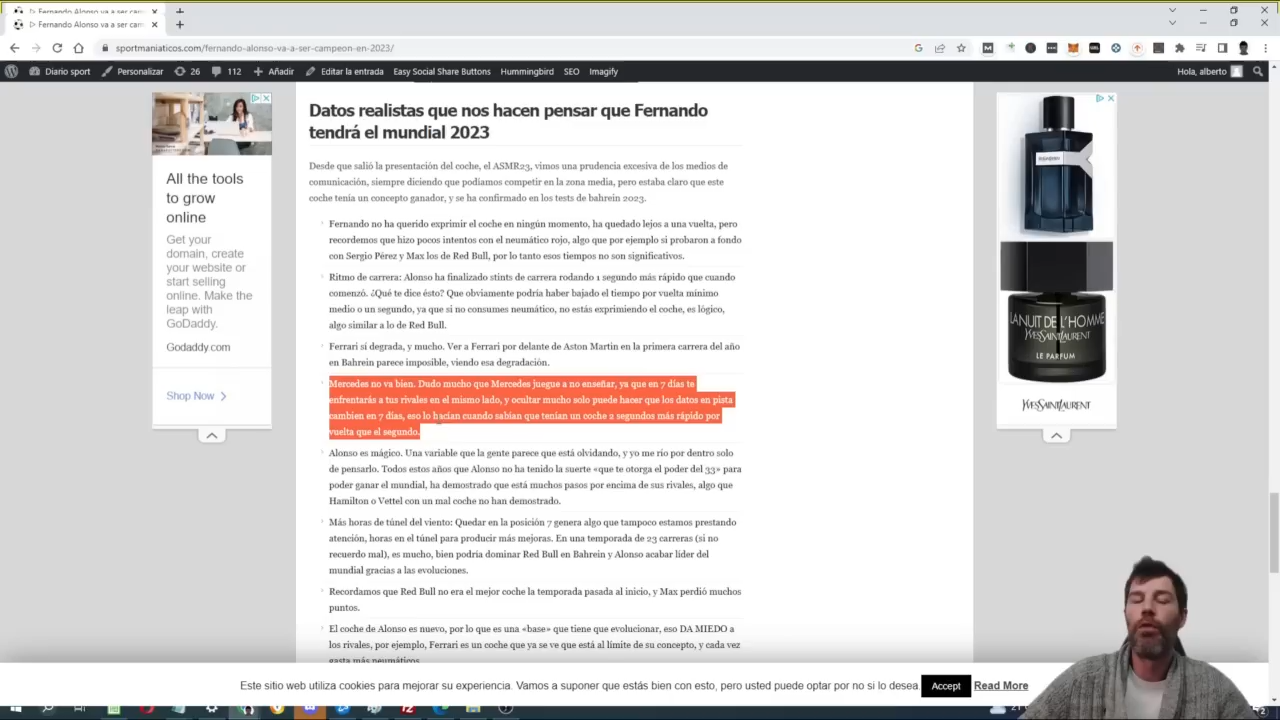 Fernando Alonso va a ser cam
Fernando Alonso va a ser cam
sportmaniaticos.com/fernando-alonso-va-a-ser-campeon-en-2023/
Diario sport
Personalizar
26
112
Añadir
Editar la entrada
Easy Social Share Buttons
Hummingbird
SEO
Imagify
Hola, alberto
All the tools
to grow
online
Get your
domain, create
your website or
start selling
online. Make the
leap with
GoDaddy.
Godaddy.com
Shop Now
Datos realistas que nos hacen pensar que Fernando
tendrá el mundial 2023
Desde que salió la presentación del coche, el ASMR23, vimos una prudencia excesiva de los medios de
comunicación, siempre diciendo que podíamos competir en la zona media, pero estaba claro que este
coche tenía un concepto ganador, y se ha confirmado en los tests de bahrein 2023.
Fernando no ha querido exprimir el coche en ningún momento, ha quedado lejos a una vuelta, pero
recordemos que hizo pocos intentos con el neumático rojo, algo que por ejemplo si probaron a fondo
con Sergio Pérez y Max los de Red Bull, por lo tanto esos tiempos no son significativos.
Ritmo de carrera: Alonso ha finalizado stints de carrera rodando 1 segundo más rápido que cuando
comenzó. ¿Qué te dice ésto? Que obviamente podría haber bajado el tiempo por vuelta mínimo
medio o un segundo, ya que si no consumes neumático, no estás exprimiendo el coche, es lógico,
algo similar a lo de Red Bull.
Ferrari si degrada, y mucho. Ver a Ferrari por delante de Aston Martin en la primera carrera del año
en Bahrein parece imposible, viendo esa degradación.
Mercedes no va bien. Dudo mucho que Mercedes juegue a no enseñar, ya que en 7 días te
enfrentarás a tus rivales en el mismo lado, y ocultar mucho solo puede hacer que los datos en pista
cambien en 7 días, eso lo hacían cuando sabían que tenían un coche 2 segundos más rápido por
vuelta que el segundo.
Alonso es mágico. Una variable que la gente parece que está olvidando, y yo me río por dentro solo
de pensarlo. Todos estos años que Alonso no ha tenido la suerte «que te otorga el poder del 33» para
poder ganar el mundial, ha demostrado que está muchos pasos por encima de sus rivales, algo que
Hamilton o Vettel con un mal coche no han demostrado.
Más horas de túnel del viento: Quedar en la posición 7 genera algo que tampoco estamos prestando
atención, horas en el túnel para producir más mejoras. En una temporada de 23 carreras (si no
recuerdo mal), es mucho, bien podría dominar Red Bull en Bahrein y Alonso acabar líder del
mundial gracias a las evoluciones.
Recordamos que Red Bull no era el mejor coche la temporada pasada al inicio, y Max perdió muchos
puntos.
El coche de Alonso es nuevo, por lo que es una «base» que tiene que evolucionar, eso DA MIEDO a
los rivales, por ejemplo, Ferrari es un coche que ya se ve que está al límite de su concepto, y cada vez
gasta más neumáticos.
LA NUIT DE L'HOMME
YVESSAINTLAURENT
LE PARFUM
YVESSAINTLAURENT
Este sitio web utiliza cookies para mejorar su experiencia. Vamos a suponer que estás bien con esto, pero usted puede optar por no si lo desea.
Accept
Read More